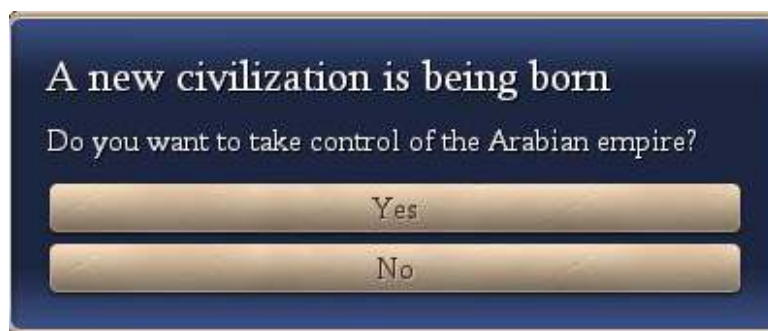 A new civilization is being born
Do you want to take control of the Arabian empire?
Yes
No